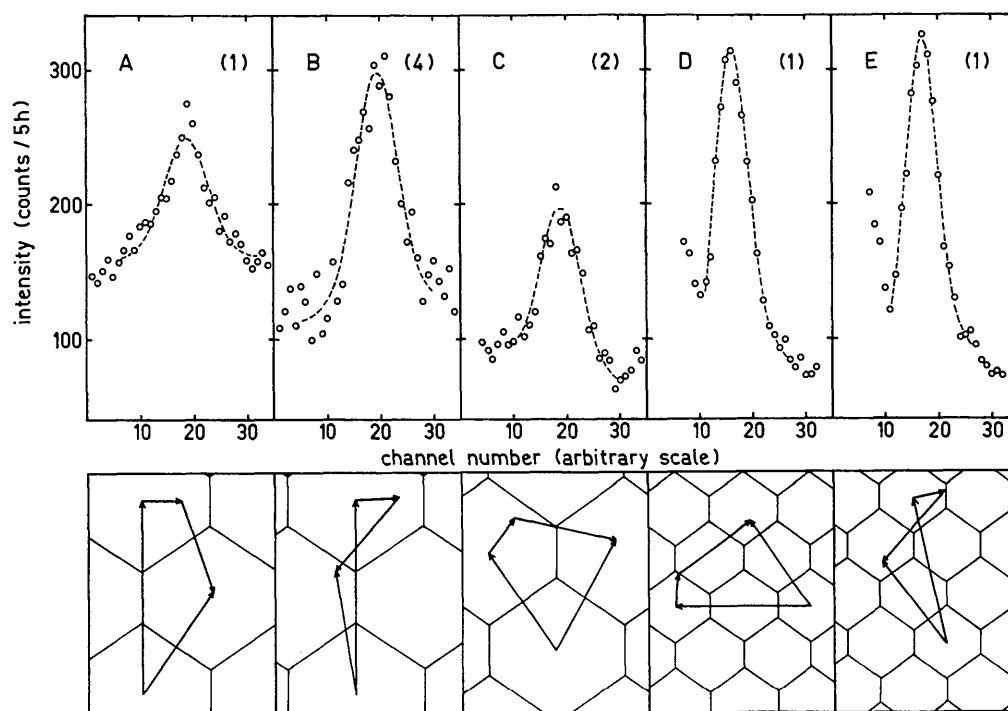 A (1) B (4) C (2) D (1) E (1)
300
200
100
intensity (counts / 5h)
10 20 30 10 20 30 10 20 30 10 20 30 10 20 30
channel number (arbitrary scale)